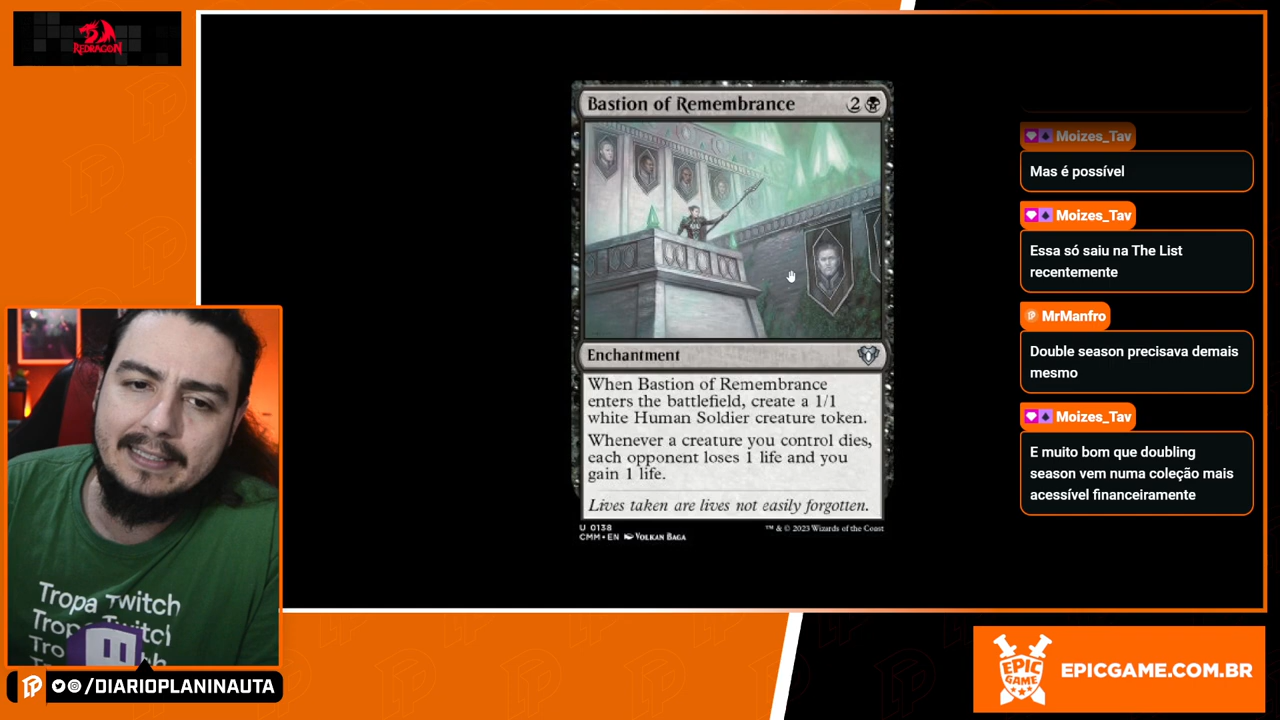 REDRAGON
Bastion of Remembrance
2
Enchantment
When Bastion of Remembrance
enters the battlefield, create a 1/1
white Human Soldier creature token.
Whenever a creature you control dies,
each opponent loses 1 life and you
gain 1 life.
Lives taken are lives not easily forgotten.
U 0138
CMM • EN VOLKAN BAGA
™ & © 2023 Wizards of the Coast
Moizes_Tav
Mas é possível
Moizes_Tav
Essa só saiu na The List
recentemente
MrManfro
Double season precisava demais
mesmo
Moizes_Tav
E muito bom que doubling
season vem numa coleção mais
acessível financeiramente
Tropa Twitch
/DIARIOPLANINAUTA
EPIC
GAME
EPICGAME.COM.BR